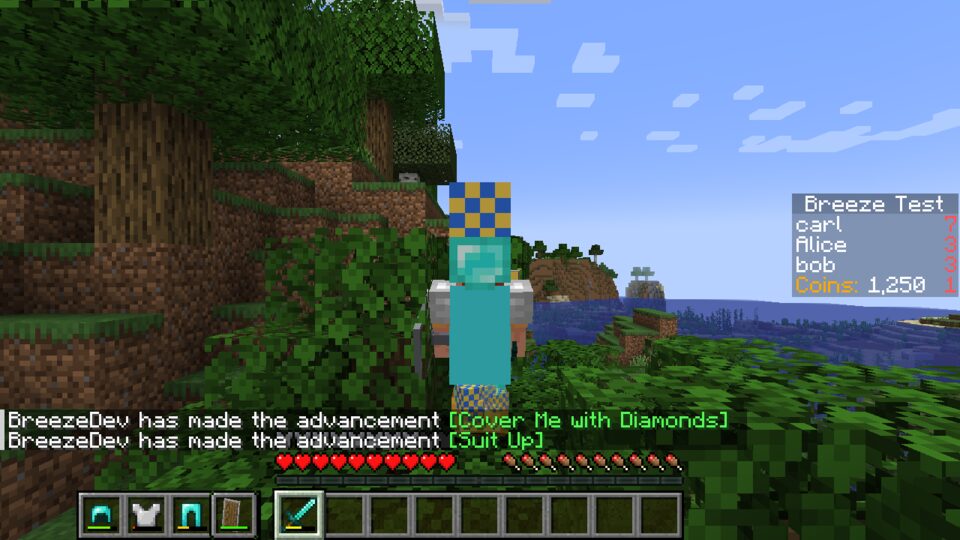 Breeze Test
carl 7
Alice 3
bob 3
Coins: 1,250 1
BreezeDev has made the advancement [Cover Me with Diamonds]
BreezeDev has made the advancement [Suit Up]